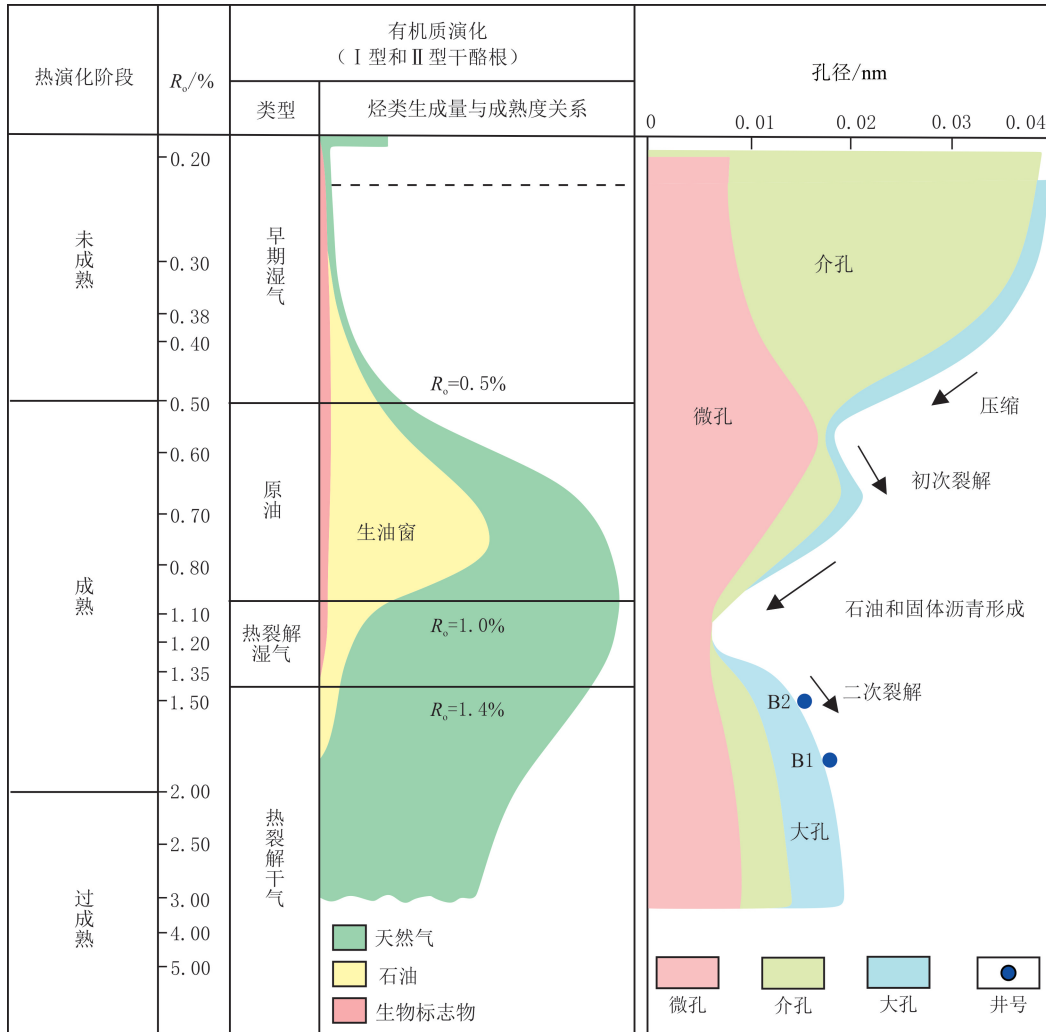 热演化阶段
Ro/%
有机质演化
（Ⅰ型和Ⅱ型干酪根）
类型
烃类生成量与成熟度关系
孔径/nm
0 0.01 0.02 0.03 0.04
未成熟
成熟
过成熟
0.20
0.30
0.38
0.40
0.50
0.60
0.70
0.80
1.10
1.20
1.35
1.50
2.00
2.50
3.00
4.00
5.00
早期湿气
原油
热裂解
湿气
热裂解干气
Ro=0.5%
生油窗
Ro=1.0%
Ro=1.4%
天然气
石油
生物标志物
介孔
微孔
压缩
初次裂解
石油和固体沥青形成
二次裂解
B2
B1
大孔
微孔
介孔
大孔
井号